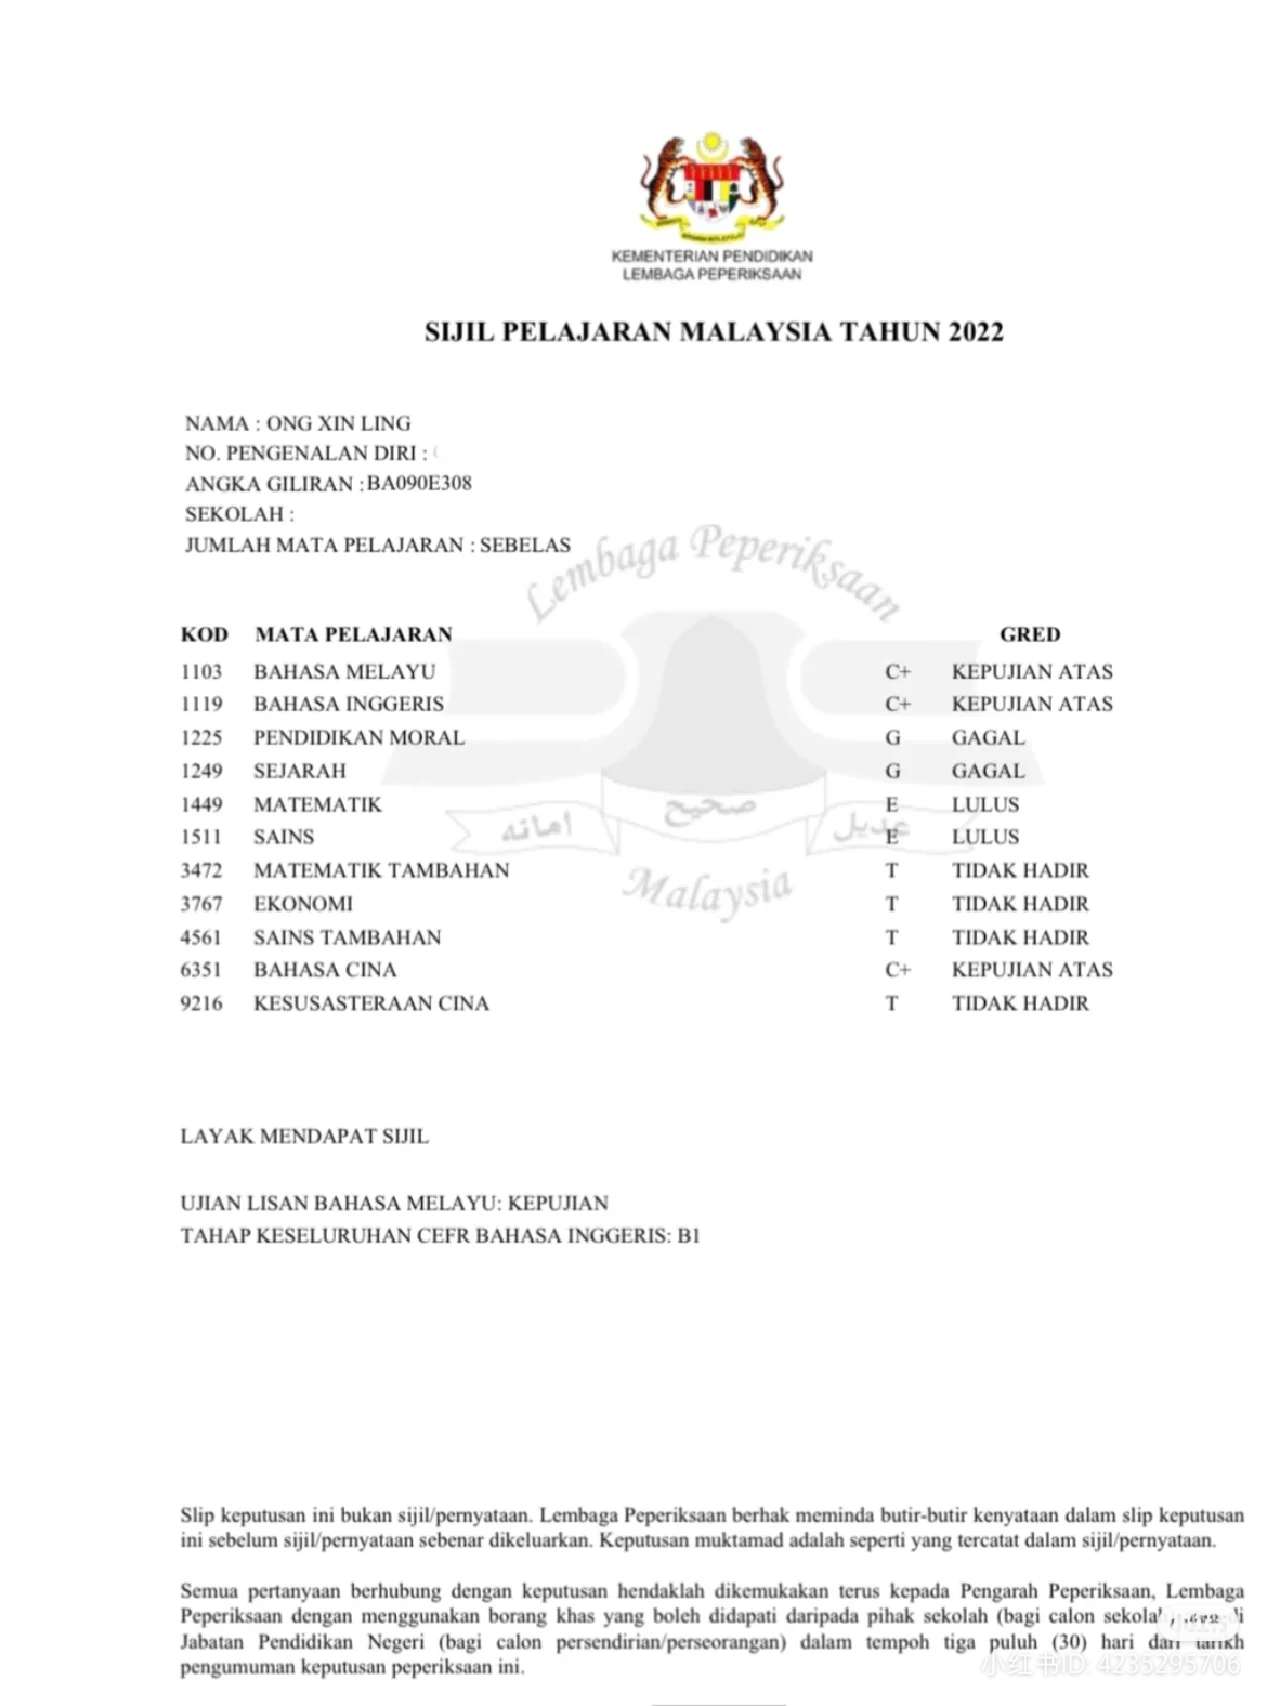 KEMENTERIAN PENDIDIKAN
LEMBAGA PEPERIKSAAN
SIJIL PELAJARAN MALAYSIA TAHUN 2022
NAMA : ONG XIN LING
NO. PENGENALAN DIRI :
ANGKA GILIRAN : BA090E308
SEKOLAH :
JUMLAH MATA PELAJARAN : SEBELAS
Lembaga Peperiksaan
KOD MATA PELAJARAN GRED
1103 BAHASA MELAYU C+ KEPUJIAN ATAS
1119 BAHASA INGGERIS C+ KEPUJIAN ATAS
1225 PENDIDIKAN MORAL G GAGAL
1249 SEJARAH G GAGAL
1449 MATEMATIK E LULUS
امانه صحيح عديل
1511 SAINS E LULUS
3472 MATEMATIK TAMBAHAN T TIDAK HADIR
Malaysia
3767 EKONOMI T TIDAK HADIR
4561 SAINS TAMBAHAN T TIDAK HADIR
6351 BAHASA CINA C+ KEPUJIAN ATAS
9216 KESUSASTERAAN CINA T TIDAK HADIR
LAYAK MENDAPAT SIJIL
UJIAN LISAN BAHASA MELAYU: KEPUJIAN
TAHAP KESELURUHAN CEFR BAHASA INGGERIS: B1
Slip keputusan ini bukan sijil/pernyataan. Lembaga Peperiksaan berhak meminda butir-butir kenyataan dalam slip keputusan
ini sebelum sijil/pernyataan sebenar dikeluarkan. Keputusan muktamad adalah seperti yang tercatat dalam sijil/pernyataan.
Semua pertanyaan berhubung dengan keputusan hendaklah dikemukakan terus kepada Pengarah Peperiksaan, Lembaga
Peperiksaan dengan menggunakan borang khas yang boleh didapati daripada pihak sekolah (bagi calon
Jabatan Pendidikan Negeri (bagi calon persendirian/perseorangan) dalam tempoh tiga puluh (30) hari dari tarikh
pengumuman keputusan peperiksaan ini.
小红书ID: 4235295706